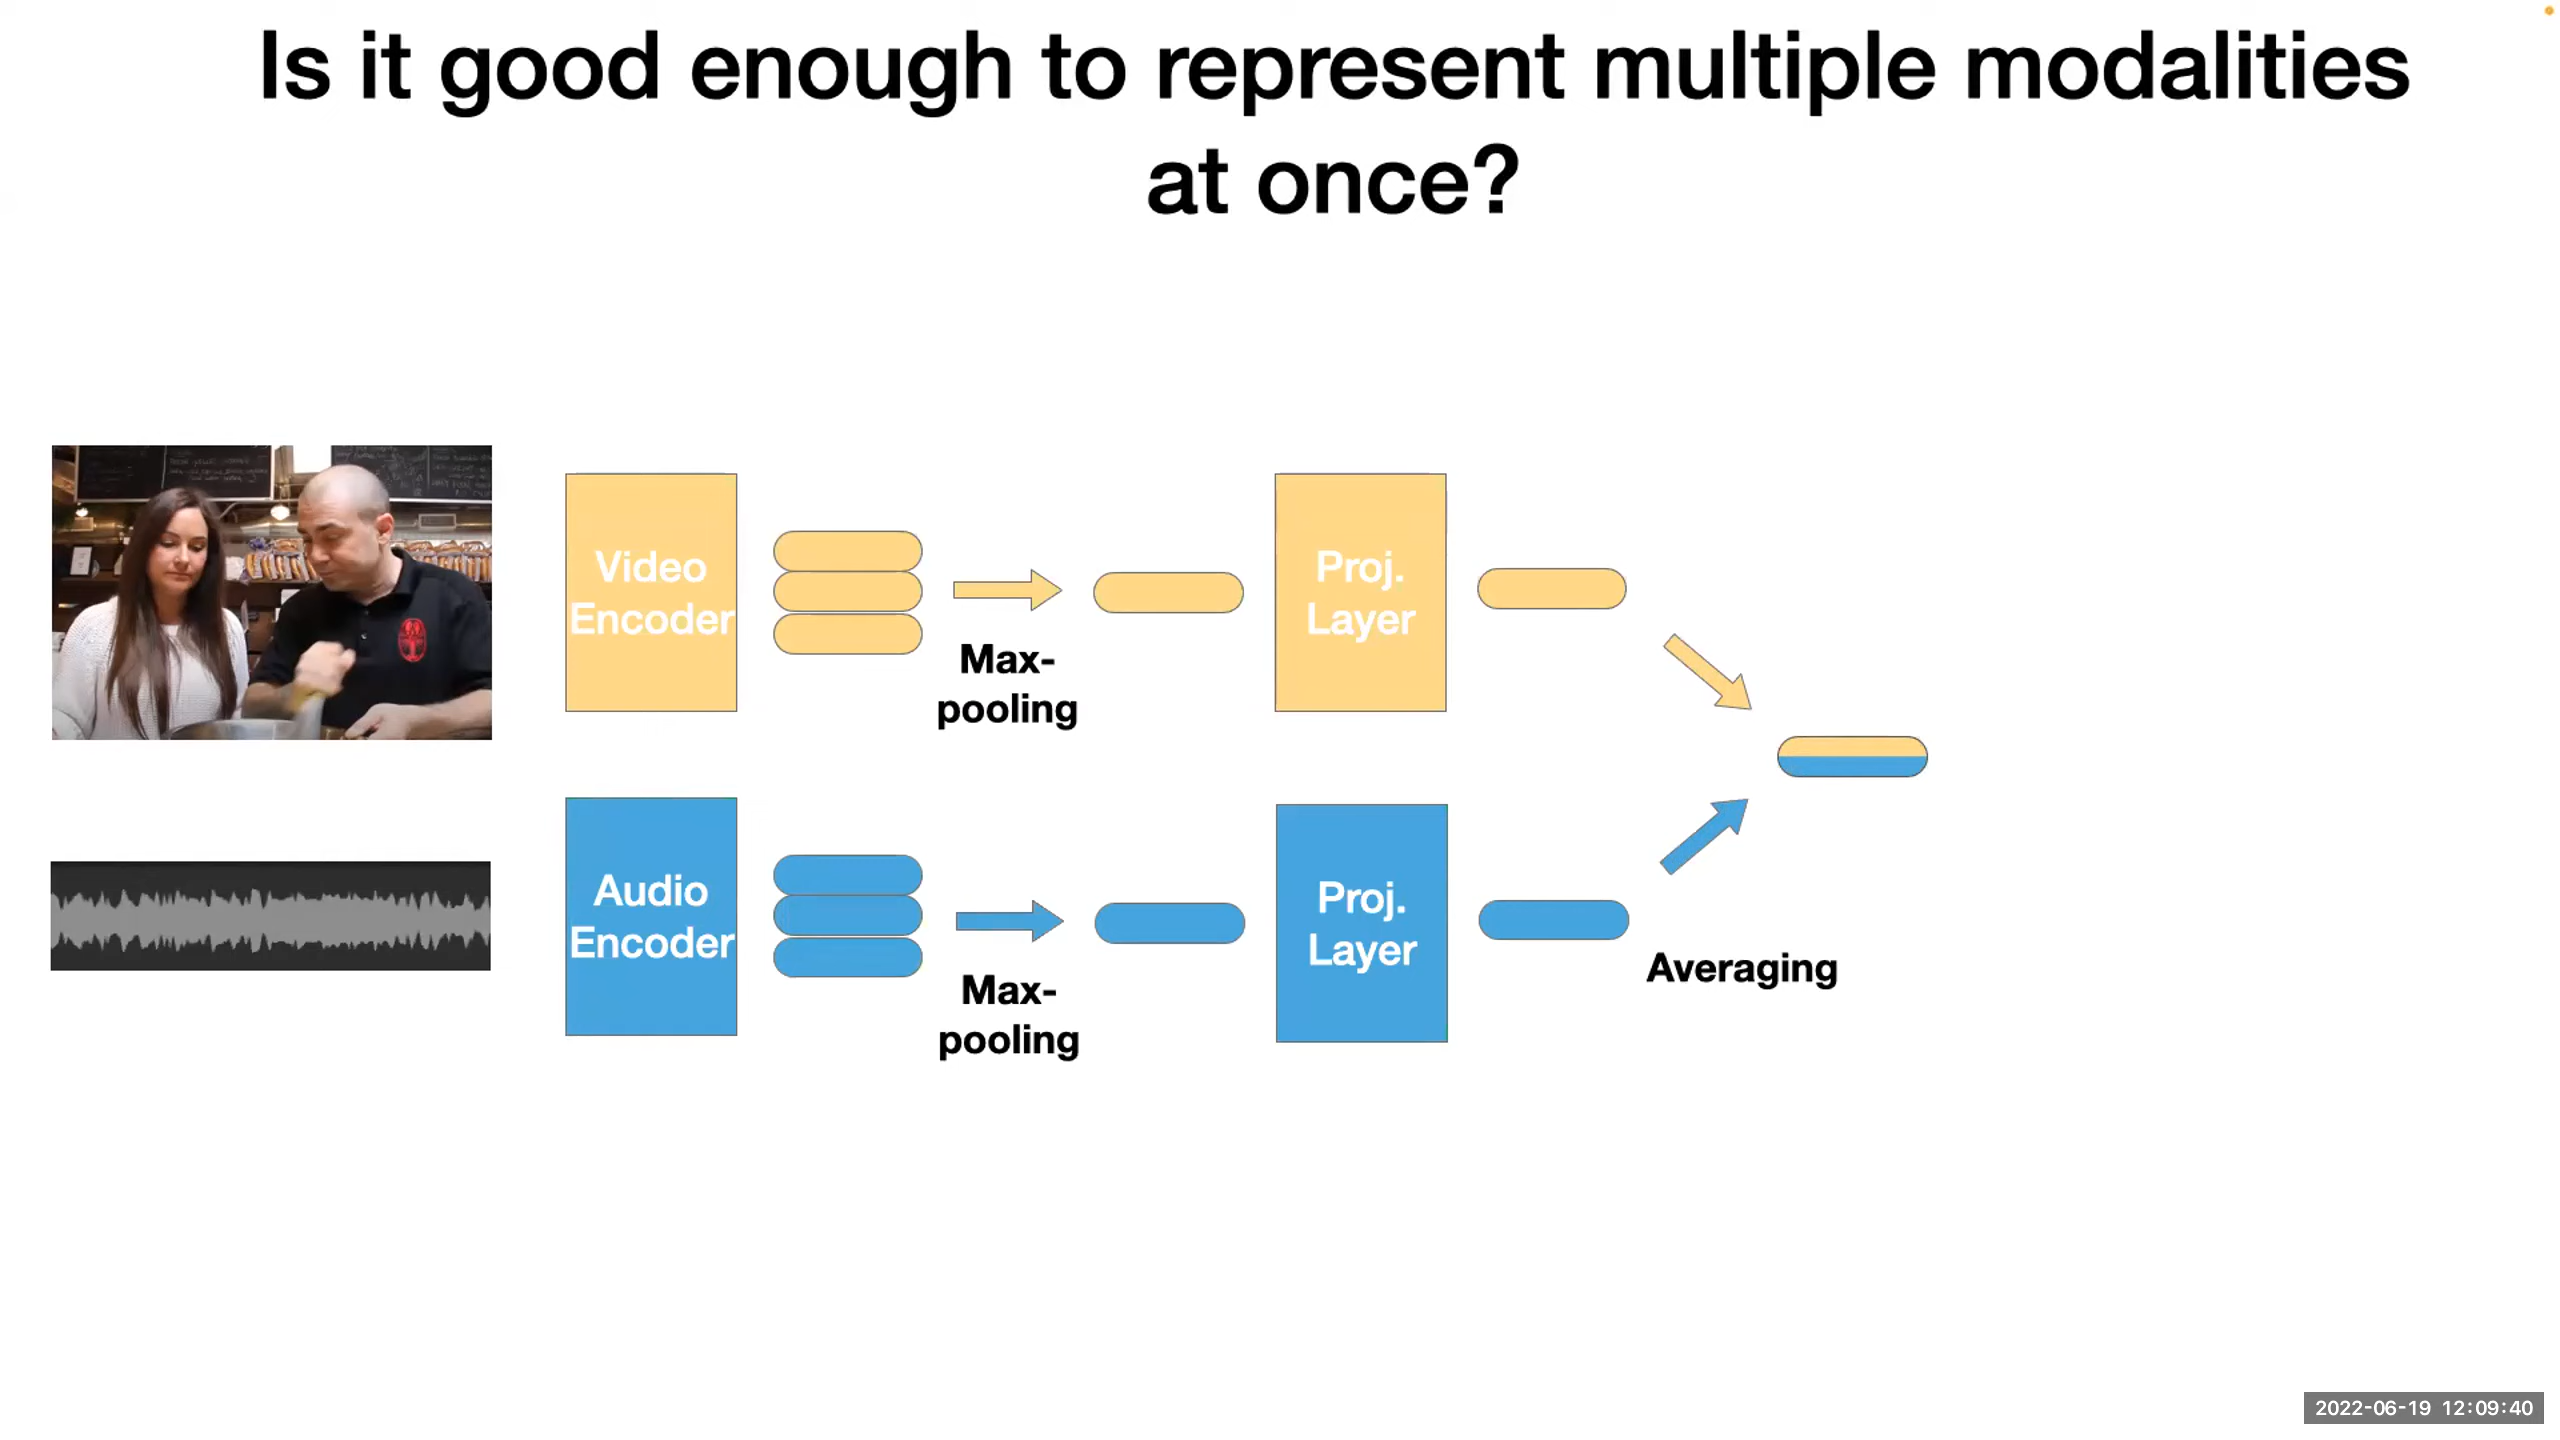 Is it good enough to represent multiple modalities
at once?
Video
Encoder
Max-
pooling
Proj.
Layer
Audio
Encoder
Max-
pooling
Proj.
Layer
Averaging
2022-06-19 12:09:40